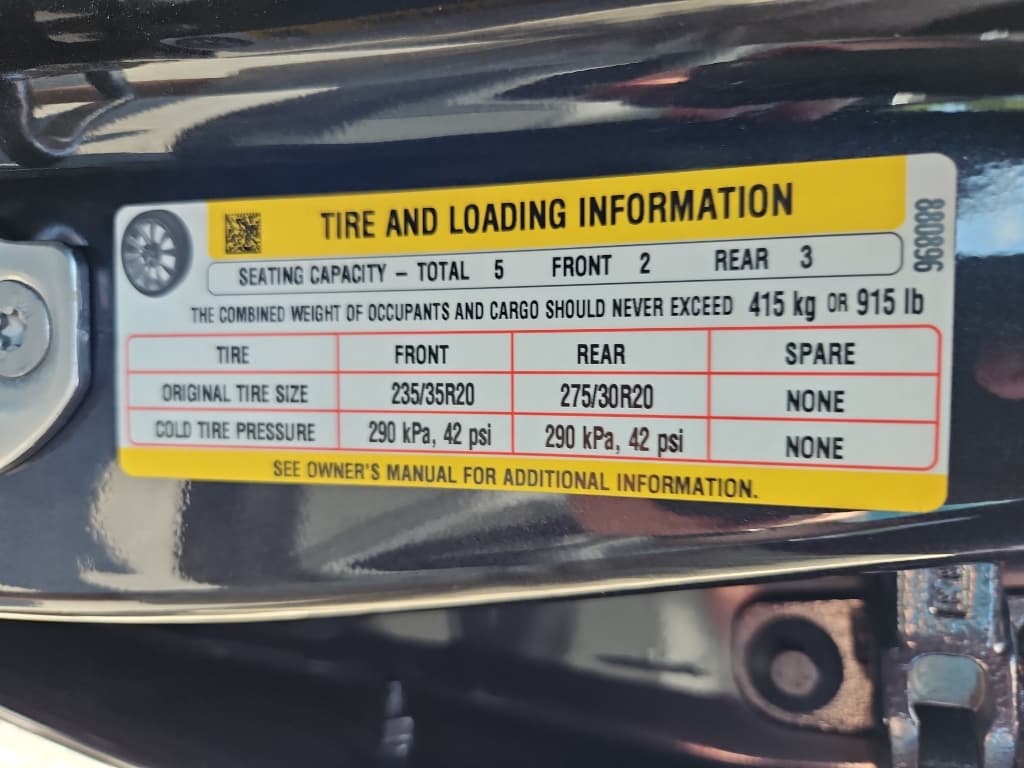 TIRE AND LOADING INFORMATION
880896
SEATING CAPACITY – TOTAL 5 FRONT 2 REAR 3
THE COMBINED WEIGHT OF OCCUPANTS AND CARGO SHOULD NEVER EXCEED 415 kg OR 915 lb
TIRE FRONT REAR SPARE
ORIGINAL TIRE SIZE 235/35R20 275/30R20 NONE
COLD TIRE PRESSURE 290 kPa, 42 psi 290 kPa, 42 psi NONE
SEE OWNER'S MANUAL FOR ADDITIONAL INFORMATION.